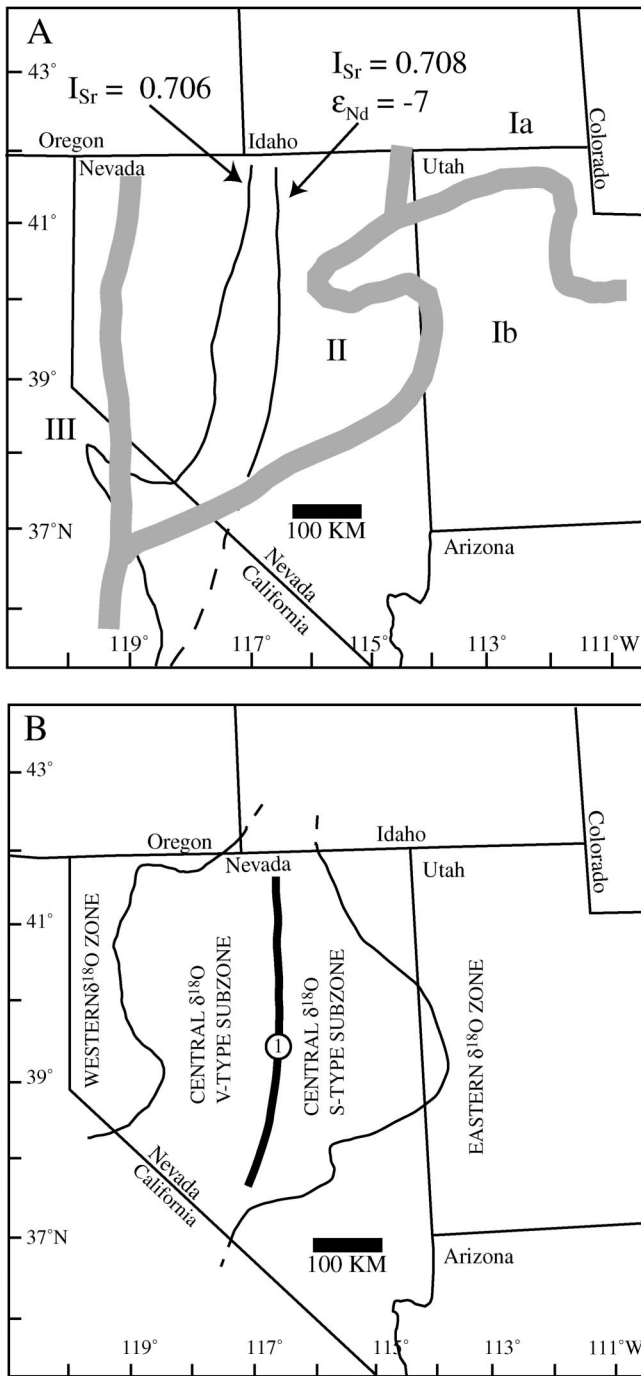 A
43°
I_Sr = 0.706
I_Sr = 0.708
ε_Nd = -7
Ia
Oregon
Idaho
Nevada
Utah
Colorado
41°
II
Ib
39°
III
37°N
100 KM
Arizona
Nevada
California
119°
117°
115°
113°
111°W
B
43°
Oregon
Idaho
Nevada
Utah
Colorado
41°
WESTERN δ¹⁸O ZONE
CENTRAL δ¹⁸O
V-TYPE SUBZONE
CENTRAL δ¹⁸O
S-TYPE SUBZONE
EASTERN δ¹⁸O ZONE
1
39°
Nevada
California
37°N
100 KM
Arizona
119°
117°
115°
113°
111°W